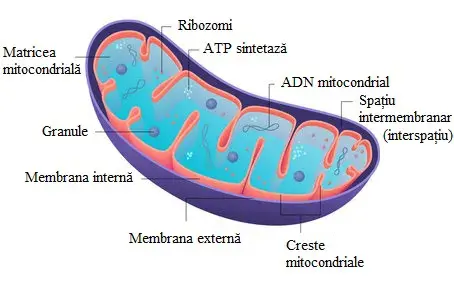 Ribozomi
Matricea
mitocondrială
ATP sintetază
ADN mitocondrial
Spațiu
intermembranar
(interspațiu)
Granule
Membrana internă
Membrana externă
Creste
mitocondriale